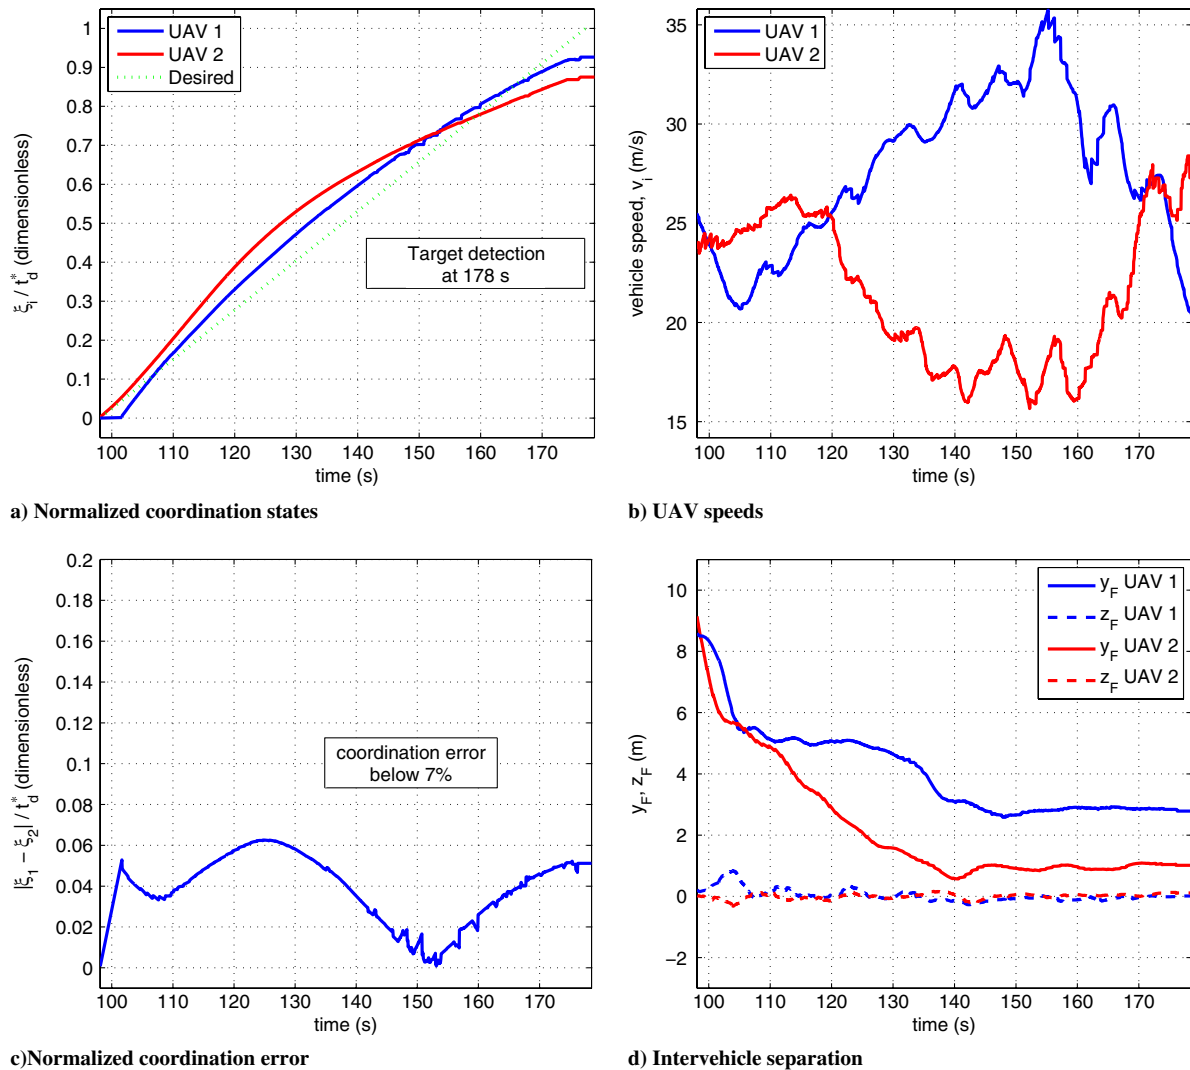 1
0.9
0.8
0.7
0.6
0.5
0.4
0.3
0.2
0.1
0
ξi / t*d (dimensionless)
UAV 1
UAV 2
Desired
Target detection
at 178 s
100 110 120 130 140 150 160 170
time (s)
a) Normalized coordination states
35
30
25
20
15
vehicle speed, vi (m/s)
UAV 1
UAV 2
100 110 120 130 140 150 160 170
time (s)
b) UAV speeds
0.2
0.18
0.16
0.14
0.12
0.1
0.08
0.06
0.04
0.02
0
|ξ1 − ξ2| / t*d (dimensionless)
coordination error
below 7%
100 110 120 130 140 150 160 170
time (s)
c)Normalized coordination error
10
8
6
4
2
0
−2
yF, zF (m)
yF UAV 1
zF UAV 1
yF UAV 2
zF UAV 2
100 110 120 130 140 150 160 170
time (s)
d) Intervehicle separation